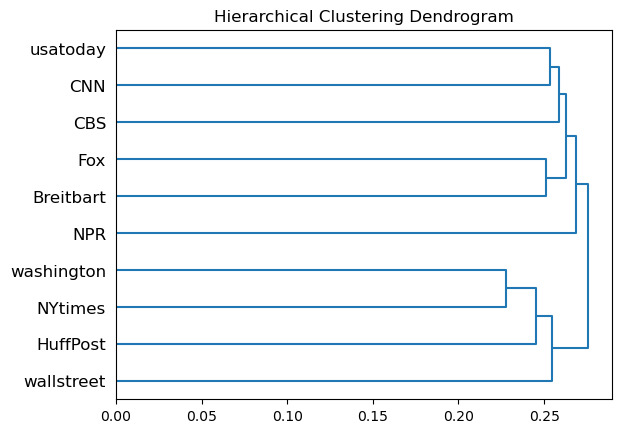 Hierarchical Clustering Dendrogram
usatoday
CNN
CBS
Fox
Breitbart
NPR
washington
NYtimes
HuffPost
wallstreet
0.00 0.05 0.10 0.15 0.20 0.25